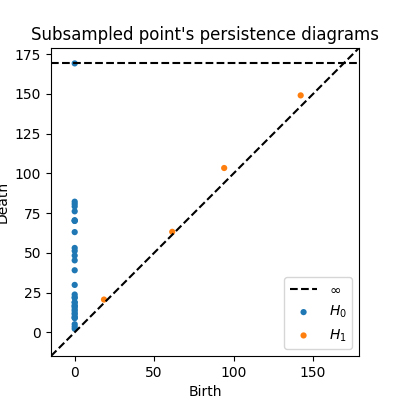 Subsampled point's persistence diagrams
175
150
125
100
75
50
25
0
Death
0 50 100 150
Birth
∞
H₀
H₁